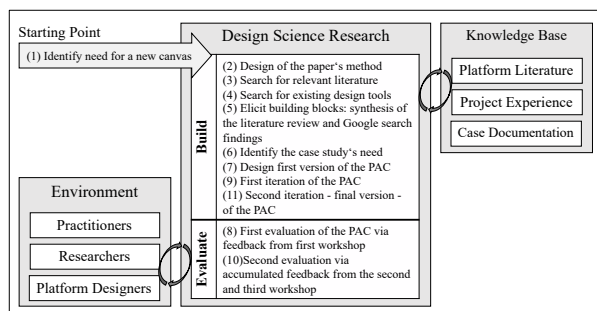 Starting Point
(1) Identify need for a new canvas
Design Science Research
Build
(2) Design of the paper‘s method
(3) Search for relevant literature
(4) Search for existing design tools
(5) Elicit building blocks: synthesis of
the literature review and Google search
findings
(6) Identify the case study‘s need
(7) Design first version of the PAC
(9) First iteration of the PAC
(11) Second iteration - final version -
of the PAC
Evaluate
(8) First evaluation of the PAC via
feedback from first workshop
(10)Second evaluation via
accumulated feedback from the second
and third workshop
Knowledge Base
Platform Literature
Project Experience
Case Documentation
Environment
Practitioners
Researchers
Platform Designers